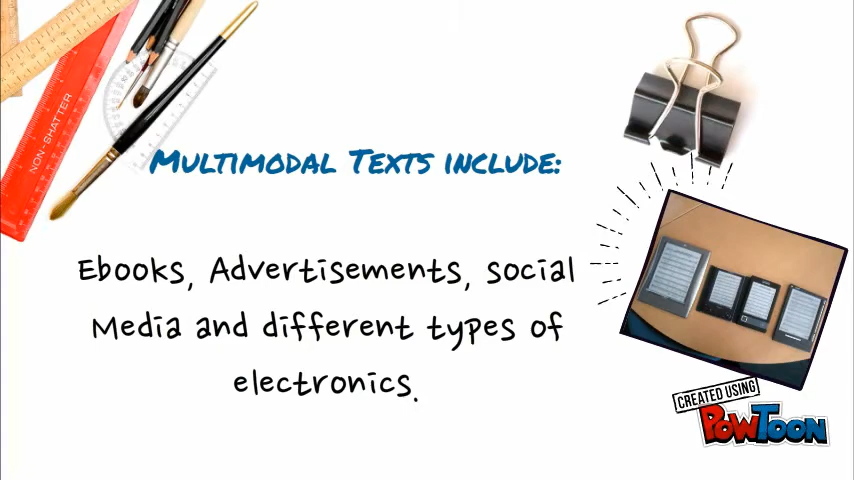 NON-SHATTER
Multimodal Texts include:
Ebooks, Advertisements, social
Media and different types of
electronics.
CREATED USING
PowToon